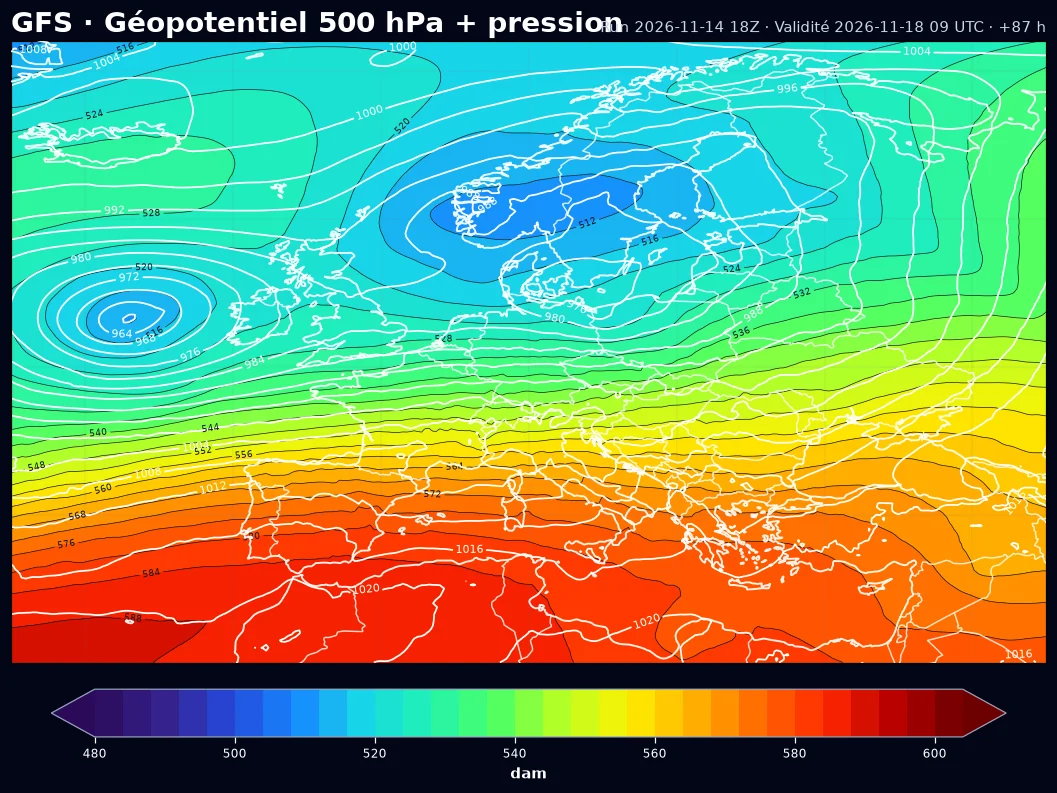 GFS · Géopotentiel 500 hPa + pression
Run 2026-11-14 18Z · Validité 2026-11-18 09 UTC · +87 h
1008 516 1004 1000 1004
996
524 1000 520
992 528 512 516
980 520 524
972 532
964 516 968 976 984 980 988 536
528
540 544
548 552 556 564
560 1008 1012 572
568
576 1016
584 1020
588 1020
1016
480 500 520 540 560 580 600
dam